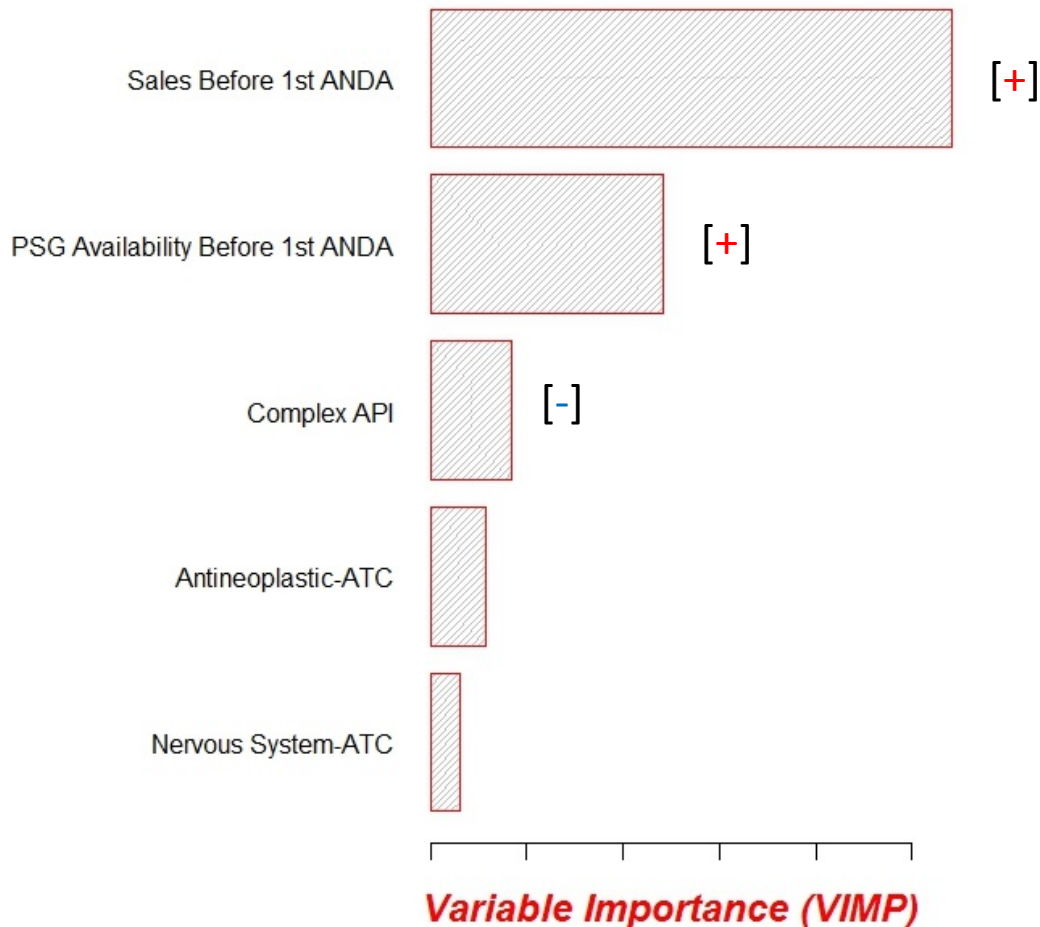 Sales Before 1st ANDA
[+]
PSG Availability Before 1st ANDA
[+]
Complex API
[-]
Antineoplastic-ATC
Nervous System-ATC
Variable Importance (VIMP)